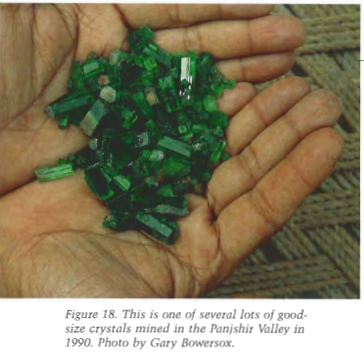 Figure 18. This is one of several lots of good-
size crystals mined in the Panjshir Valley in
1990. Photo by Gary Bowersox.